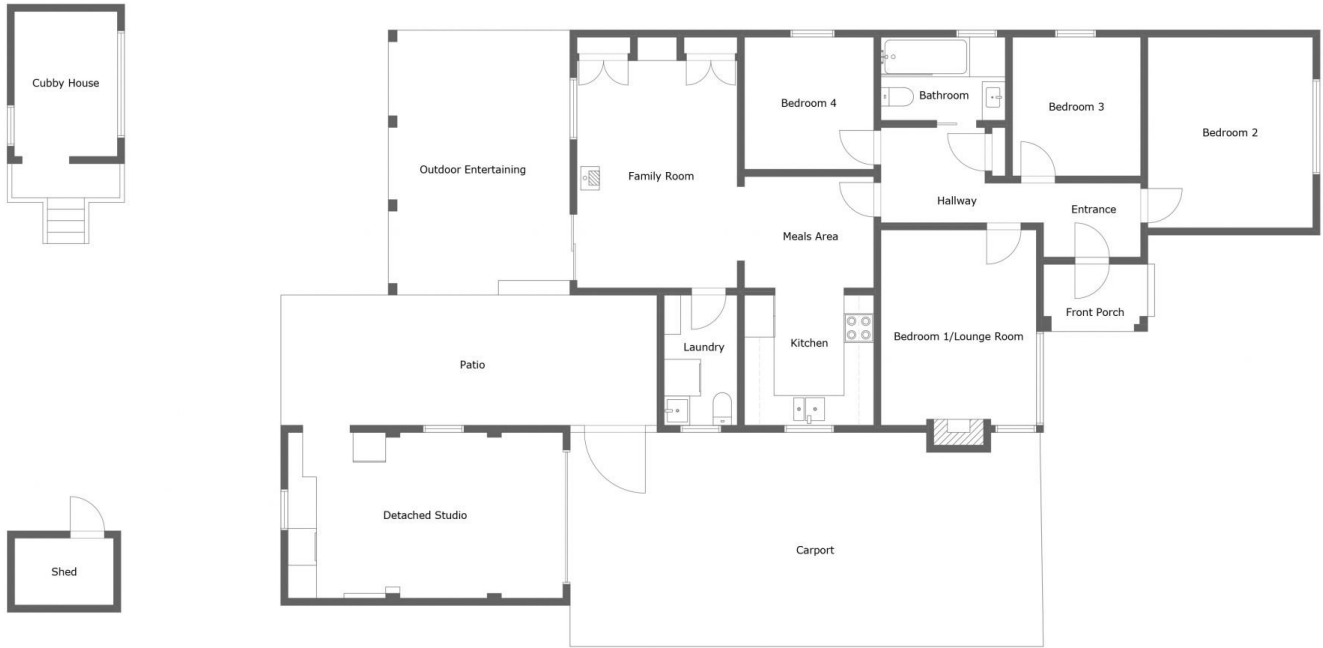 Cubby House
Bedroom 4
Bathroom
Bedroom 3
Bedroom 2
Outdoor Entertaining
Family Room
Hallway
Entrance
Meals Area
Front Porch
Bedroom 1/Lounge Room
Kitchen
Laundry
Patio
Detached Studio
Carport
Shed